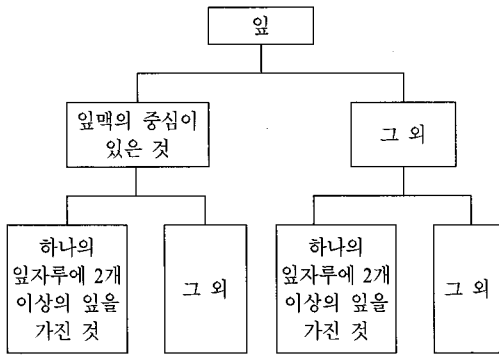 잎
잎맥의 중심이
있은 것
그 외
하나의
잎자루에 2개
이상의 잎을
가진 것
그 외
하나의
잎자루에 2개
이상의 잎을
가진 것
그 외